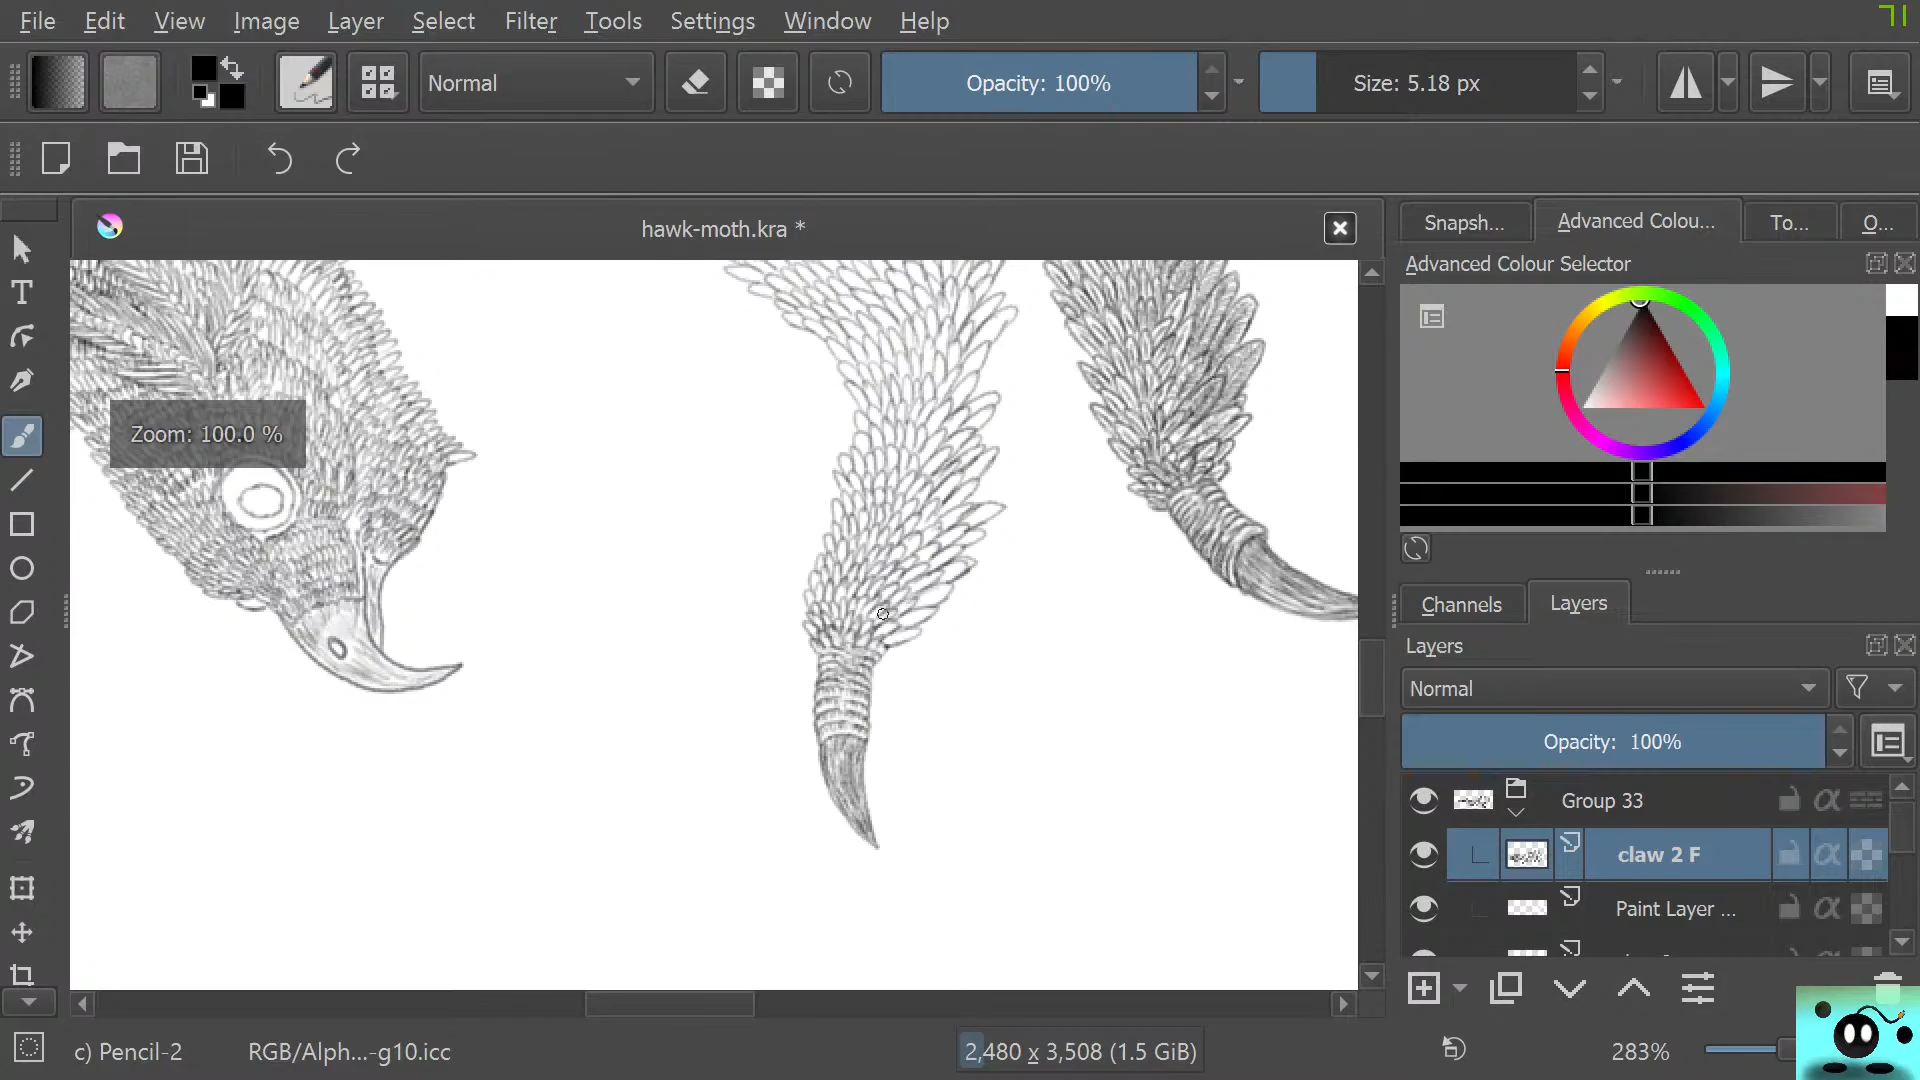 File Edit View Image Layer Select Filter Tools Settings Window Help
Normal
Opacity: 100%
Size: 5.18 px
hawk-moth.kra *
Snapsh... Advanced Colou... To... O...
Advanced Colour Selector
Zoom: 100.0 %
Channels Layers
Layers
Normal
Opacity: 100%
Group 33
claw 2 F
Paint Layer ...
c) Pencil-2 RGB/Alph...-g10.icc 2,480 x 3,508 (1.5 GiB) 283%